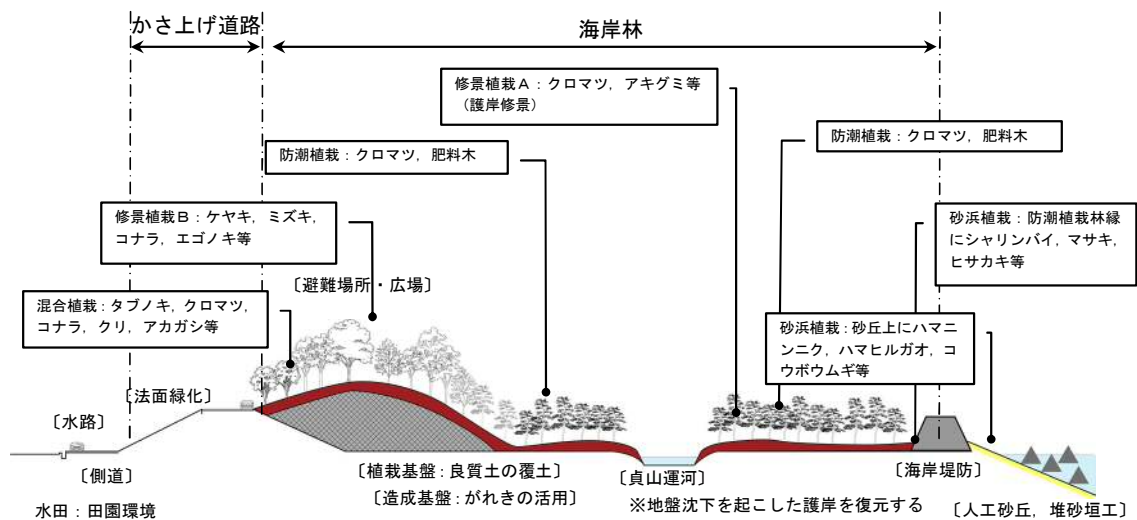 かさ上げ道路
海岸林
修景植栽A：クロマツ，アキグミ等
（護岸修景）
防潮植栽：クロマツ，肥料木
防潮植栽：クロマツ，肥料木
修景植栽B：ケヤキ，ミズキ，
コナラ，エゴノキ等
砂浜植栽：防潮植栽林縁
にシャリンバイ，マサキ，
ヒサカキ等
〔避難場所・広場〕
混合植栽：タブノキ，クロマツ，
コナラ，クリ，アカガシ等
砂浜植栽：砂丘上にハマニ
ンニク，ハマヒルガオ，コ
ウボウムギ等
〔法面緑化〕
〔水路〕
〔側道〕
〔植栽基盤：良質土の覆土〕
〔貞山運河〕
〔海岸堤防〕
〔造成基盤：がれきの活用〕
※地盤沈下を起こした護岸を復元する
水田：田園環境
〔人工砂丘，堆砂垣工〕